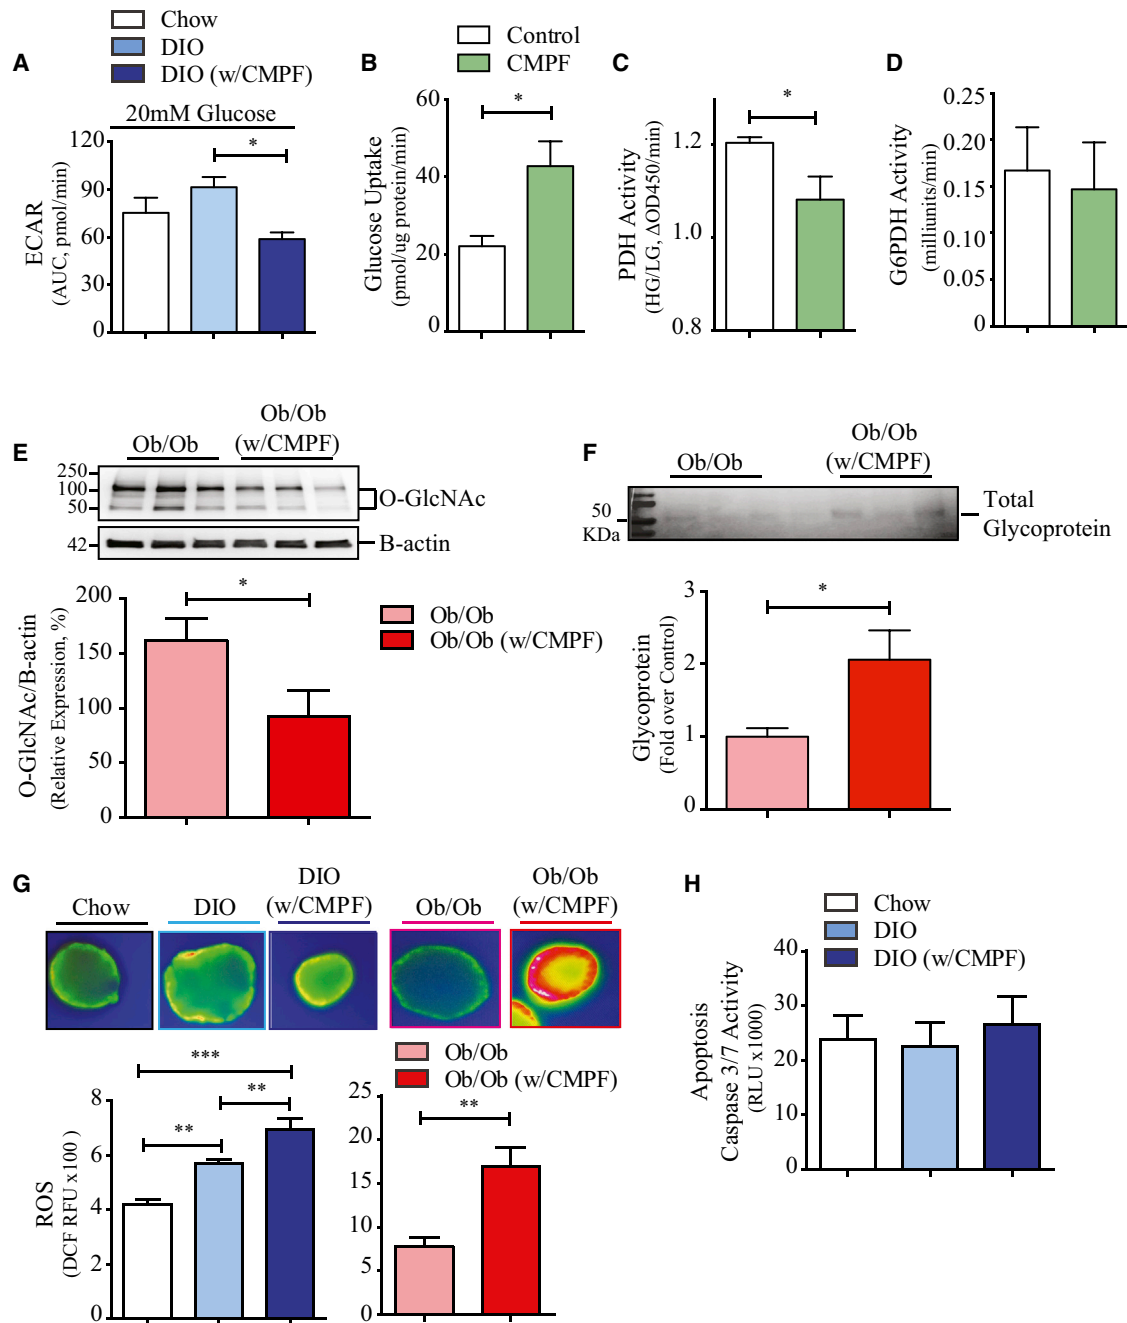 Chow
DIO
DIO (w/CMPF)
A
20mM Glucose
*
ECAR
(AUC, pmol/min)
120
90
60
30
0
Control
CMPF
B
*
Glucose Uptake
(pmol/ug protein/min)
60
40
20
0
C
*
PDH Activity
(HG/LG, ΔOD450/min)
1.2
1.0
0.8
D
G6PDH Activity
(milliunits/min)
0.25
0.20
0.15
0.10
0.05
0
E
Ob/Ob
Ob/Ob
(w/CMPF)
250
100
50
O-GlcNAc
42
B-actin
*
O-GlcNAc/B-actin
(Relative Expression, %)
200
150
100
50
0
Ob/Ob
Ob/Ob (w/CMPF)
F
Ob/Ob
Ob/Ob
(w/CMPF)
50
KDa
Total
Glycoprotein
*
Glycoprotein
(Fold over Control)
3
2
1
0
G
Chow
DIO
DIO
(w/CMPF)
Ob/Ob
Ob/Ob
(w/CMPF)
***
**
**
ROS
(DCF RFU x100 )
8
6
4
2
0
Ob/Ob
Ob/Ob (w/CMPF)
**
25
20
15
10
5
0
H
Chow
DIO
DIO (w/CMPF)
Apoptosis
Caspase 3/7 Activity
(RLU x1000)
40
30
20
10
0